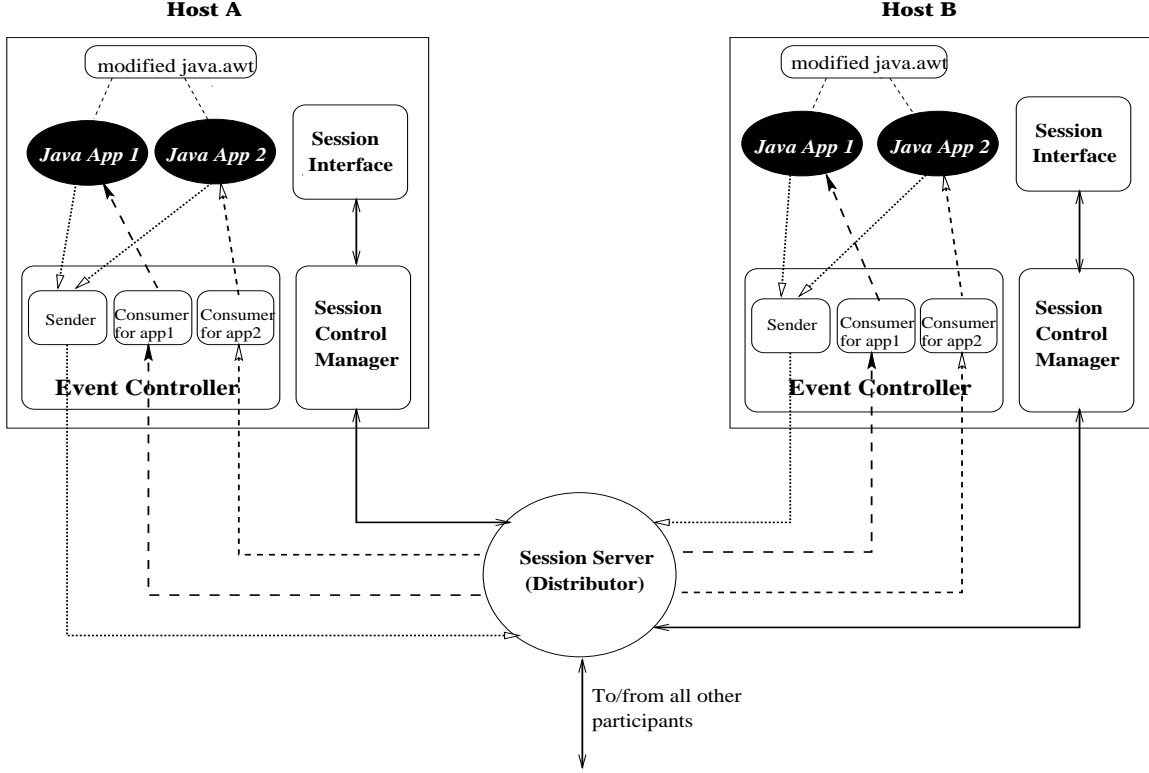 Host A
modified java.awt
Java App 1
Java App 2
Session
Interface
Sender
Consumer
for app1
Consumer
for app2
Event Controller
Session
Control
Manager
Host B
modified java.awt
Java App 1
Java App 2
Session
Interface
Sender
Consumer
for app1
Consumer
for app2
Event Controller
Session
Control
Manager
Session Server
(Distributor)
To/from all other
participants